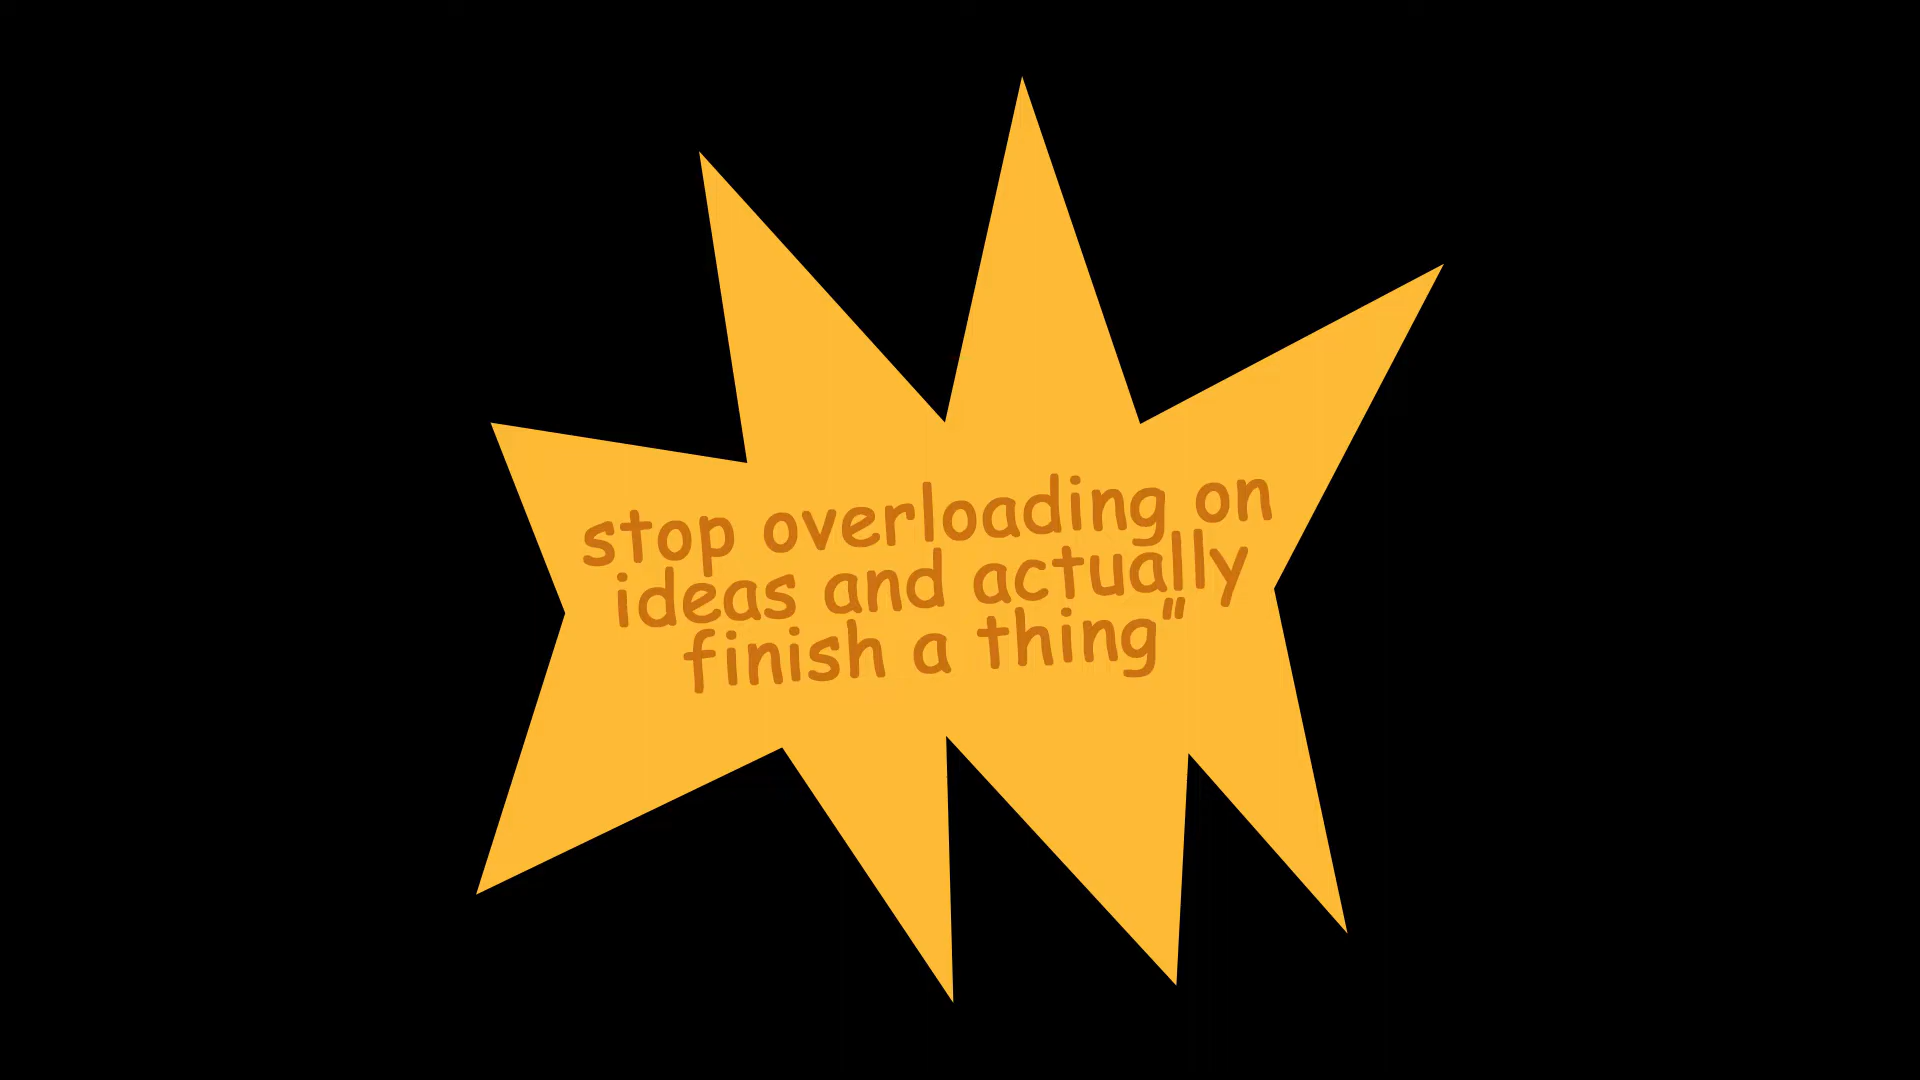 stop overloading on
ideas and actually
finish a thing"